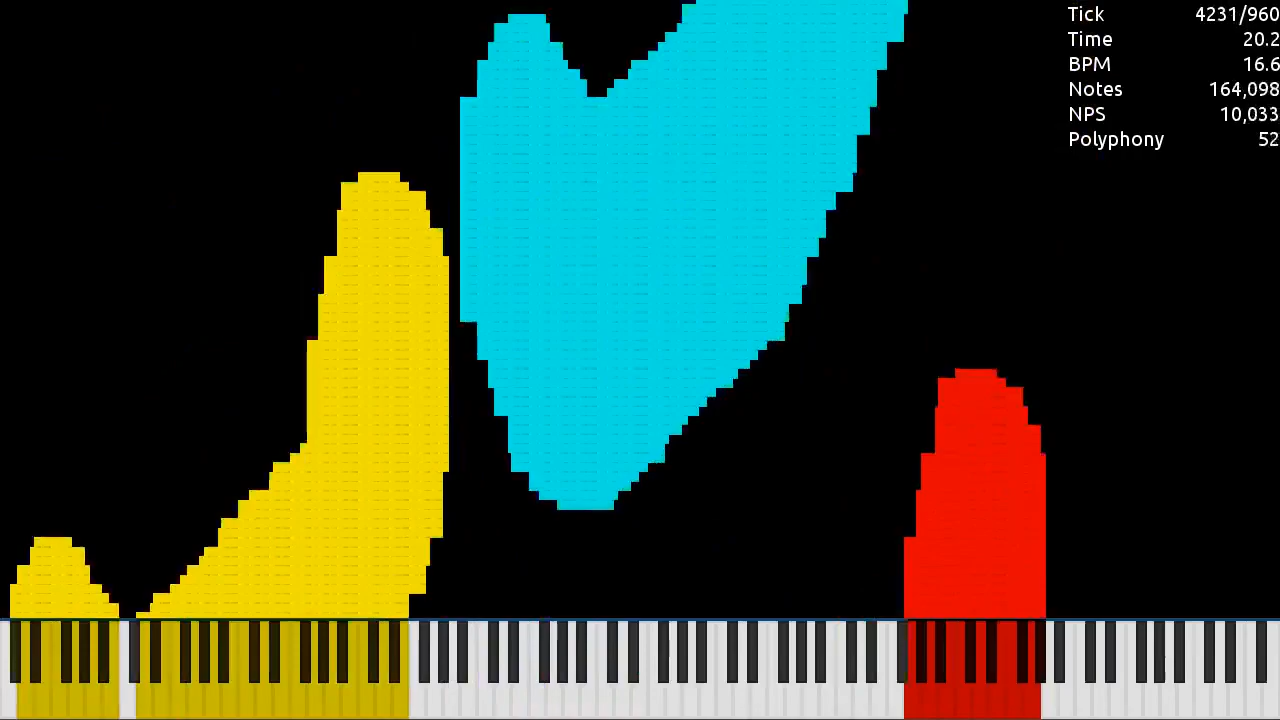 Tick 4231/960
Time 20.2
BPM 16.6
Notes 164,098
NPS 10,033
Polyphony 52